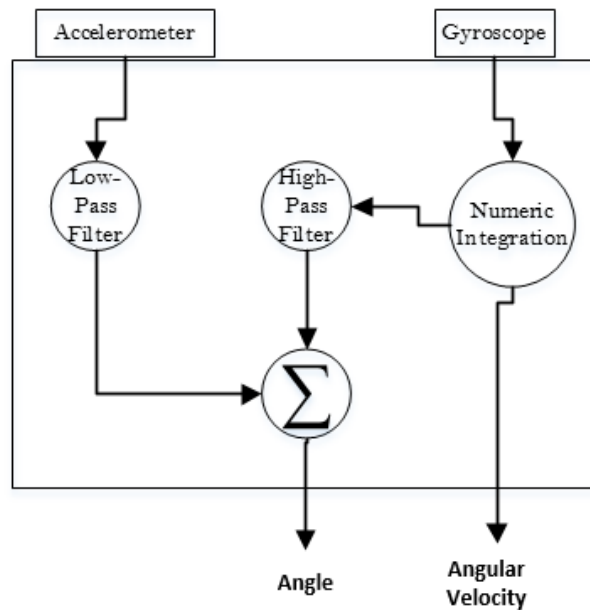 Accelerometer
Gyroscope
Low-
Pass
Filter
High-
Pass
Filter
Numeric
Integration
∑
Angle
Angular
Velocity